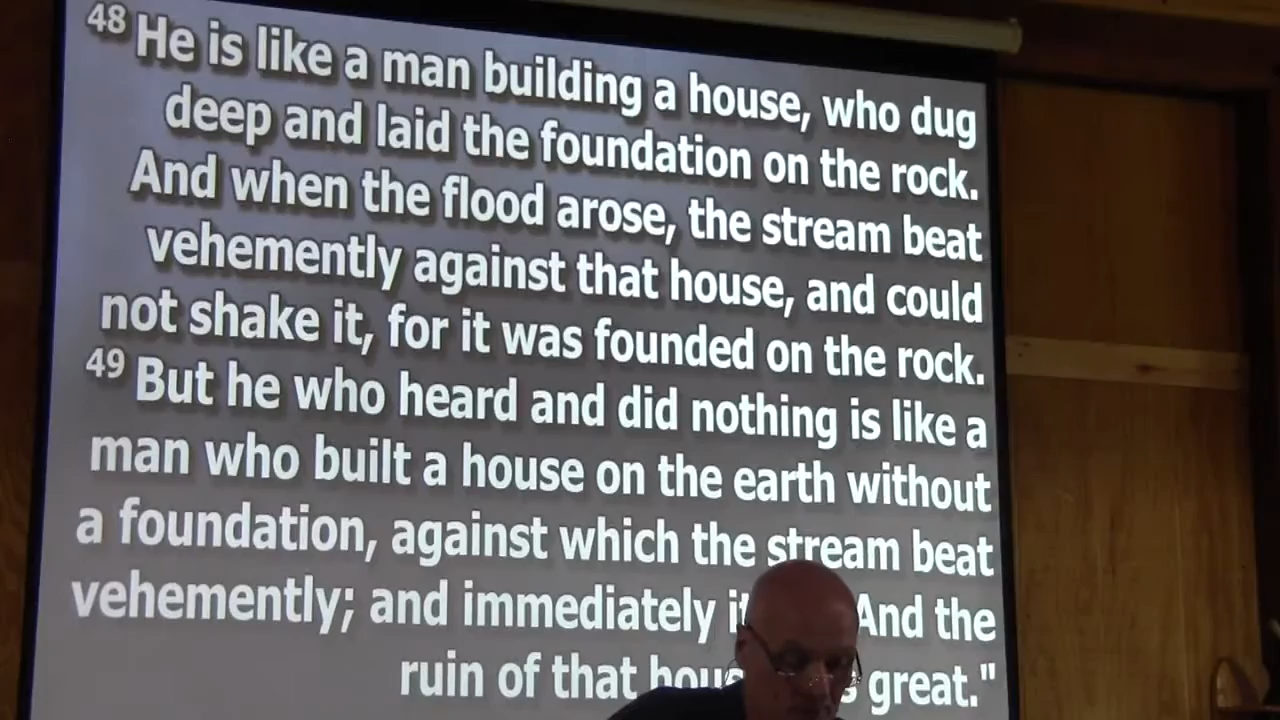 48 He is like a man building a house, who dug
deep and laid the foundation on the rock.
And when the flood arose, the stream beat
vehemently against that house, and could
not shake it, for it was founded on the rock.
49 But he who heard and did nothing is like a
man who built a house on the earth without
a foundation, against which the stream beat
vehemently; and immediately And the
ruin of that great."